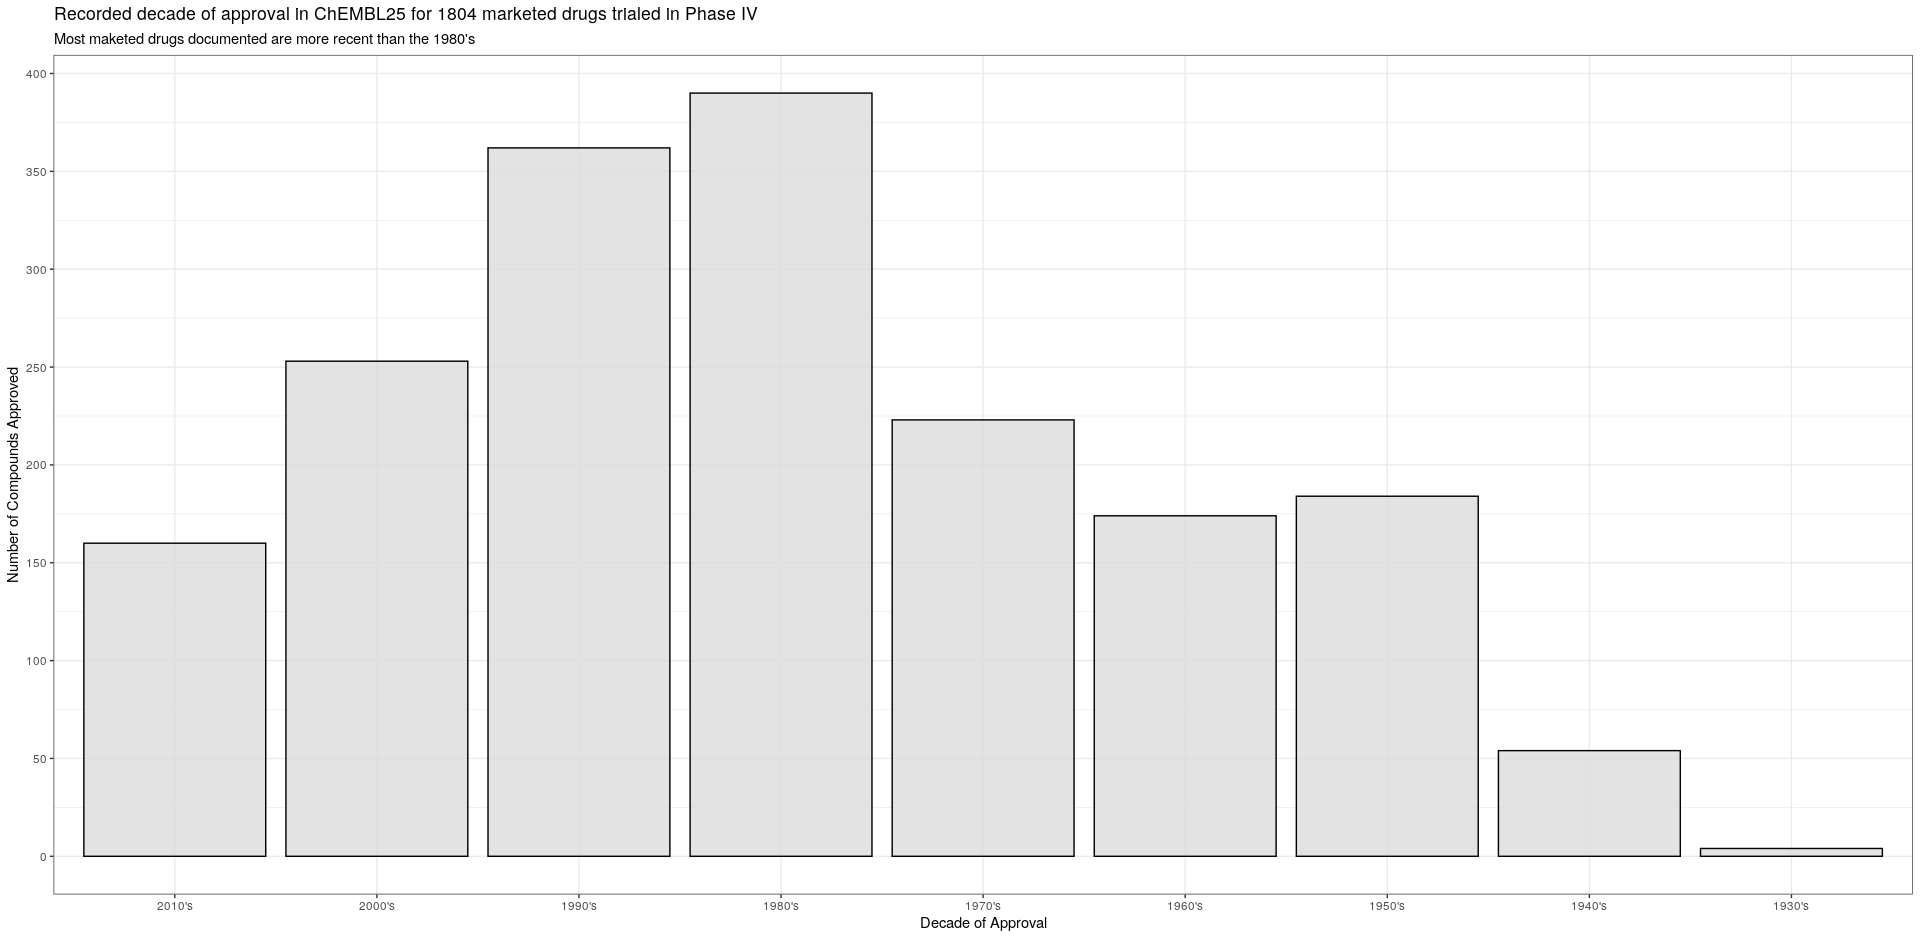 Recorded decade of approval in ChEMBL25 for 1804 marketed drugs trialed in Phase IV
Most maketed drugs documented are more recent than the 1980's
Number of Compounds Approved
400
350
300
250
200
150
100
50
0
2010's 2000's 1990's 1980's 1970's 1960's 1950's 1940's 1930's
Decade of Approval